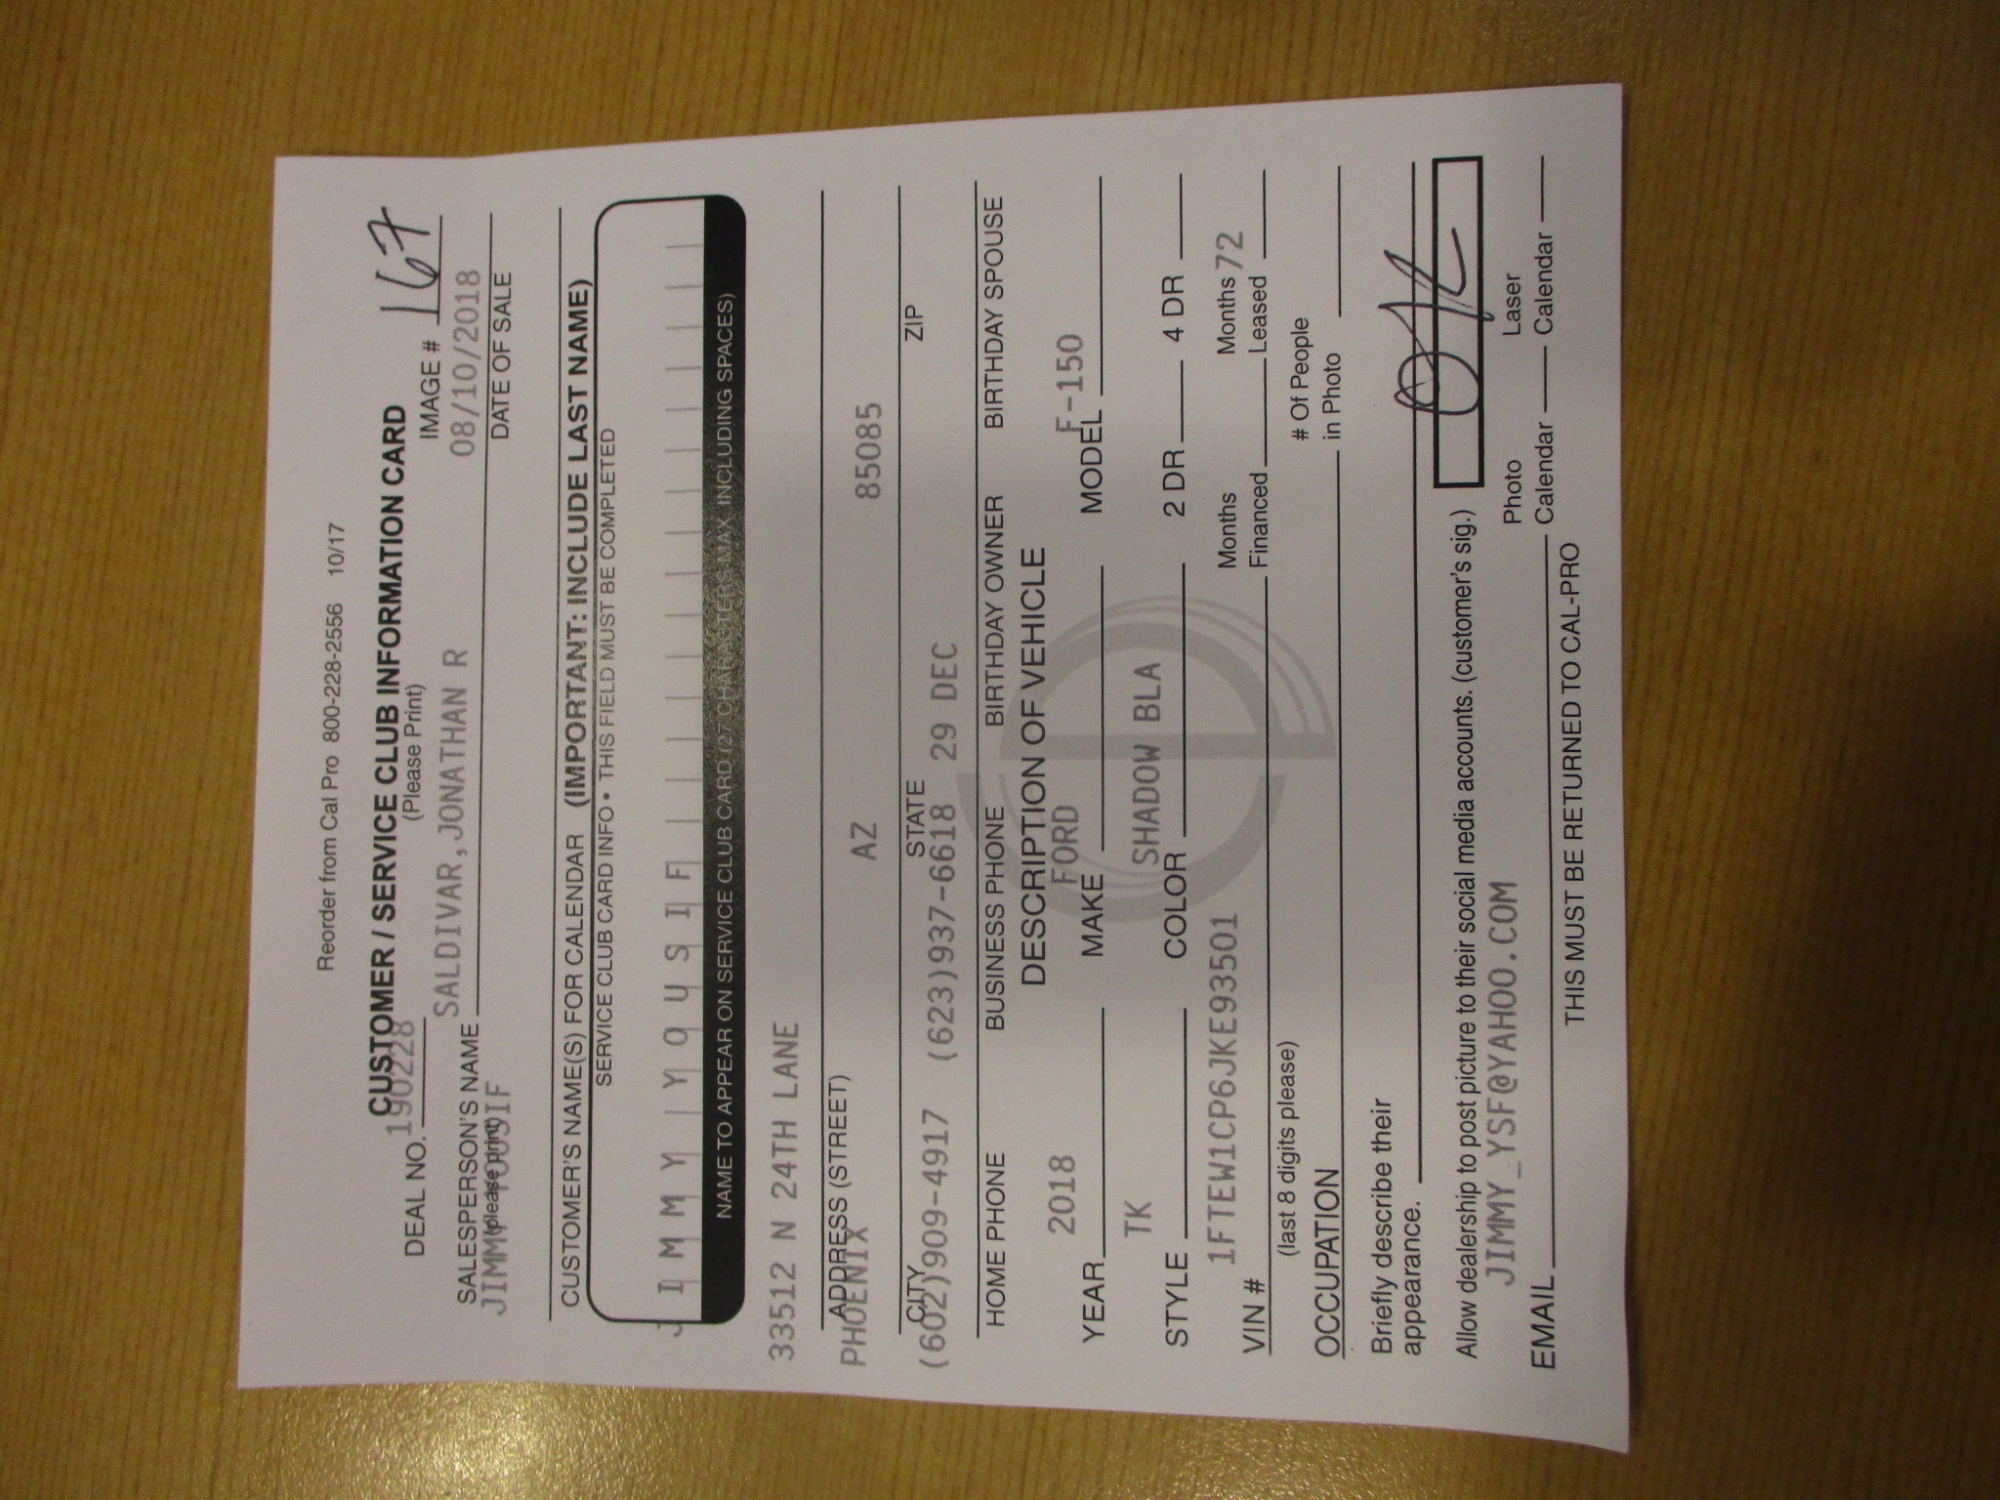 Reorder from Cal Pro 800-228-2556 10/17
CUSTOMER / SERVICE CLUB INFORMATION CARD
(Please Print)
DEAL NO. 190228 IMAGE # 167
SALDIVAR,JONATHAN R 08/10/2018
SALESPERSON'S NAME DATE OF SALE
(please print)
JIMMY YOUSIF
CUSTOMER'S NAME(S) FOR CALENDAR (IMPORTANT: INCLUDE LAST NAME)
SERVICE CLUB CARD INFO • THIS FIELD MUST BE COMPLETED
J I M M Y Y O U S I F
NAME TO APPEAR ON SERVICE CLUB CARD (27 CHARACTERS MAX INCLUDING SPACES)
33512 N 24TH LANE
ADDRESS (STREET)
PHOENIX AZ 85085
CITY STATE ZIP
(602)909-4917 (623)937-6618 29 DEC
HOME PHONE BUSINESS PHONE BIRTHDAY OWNER BIRTHDAY SPOUSE
DESCRIPTION OF VEHICLE
2018 FORD F-150
YEAR MAKE MODEL
TK SHADOW BLA
STYLE COLOR 2 DR 4 DR
1FTEW1CP6JKE93501 Months Months 72
VIN # Financed Leased
(last 8 digits please) # Of People
OCCUPATION in Photo
Briefly describe their
appearance.
Allow dealership to post picture to their social media accounts. (customer's sig.)
JIMMY_YSF@YAHOO.COM Photo Laser
EMAIL Calendar Calendar
THIS MUST BE RETURNED TO CAL-PRO